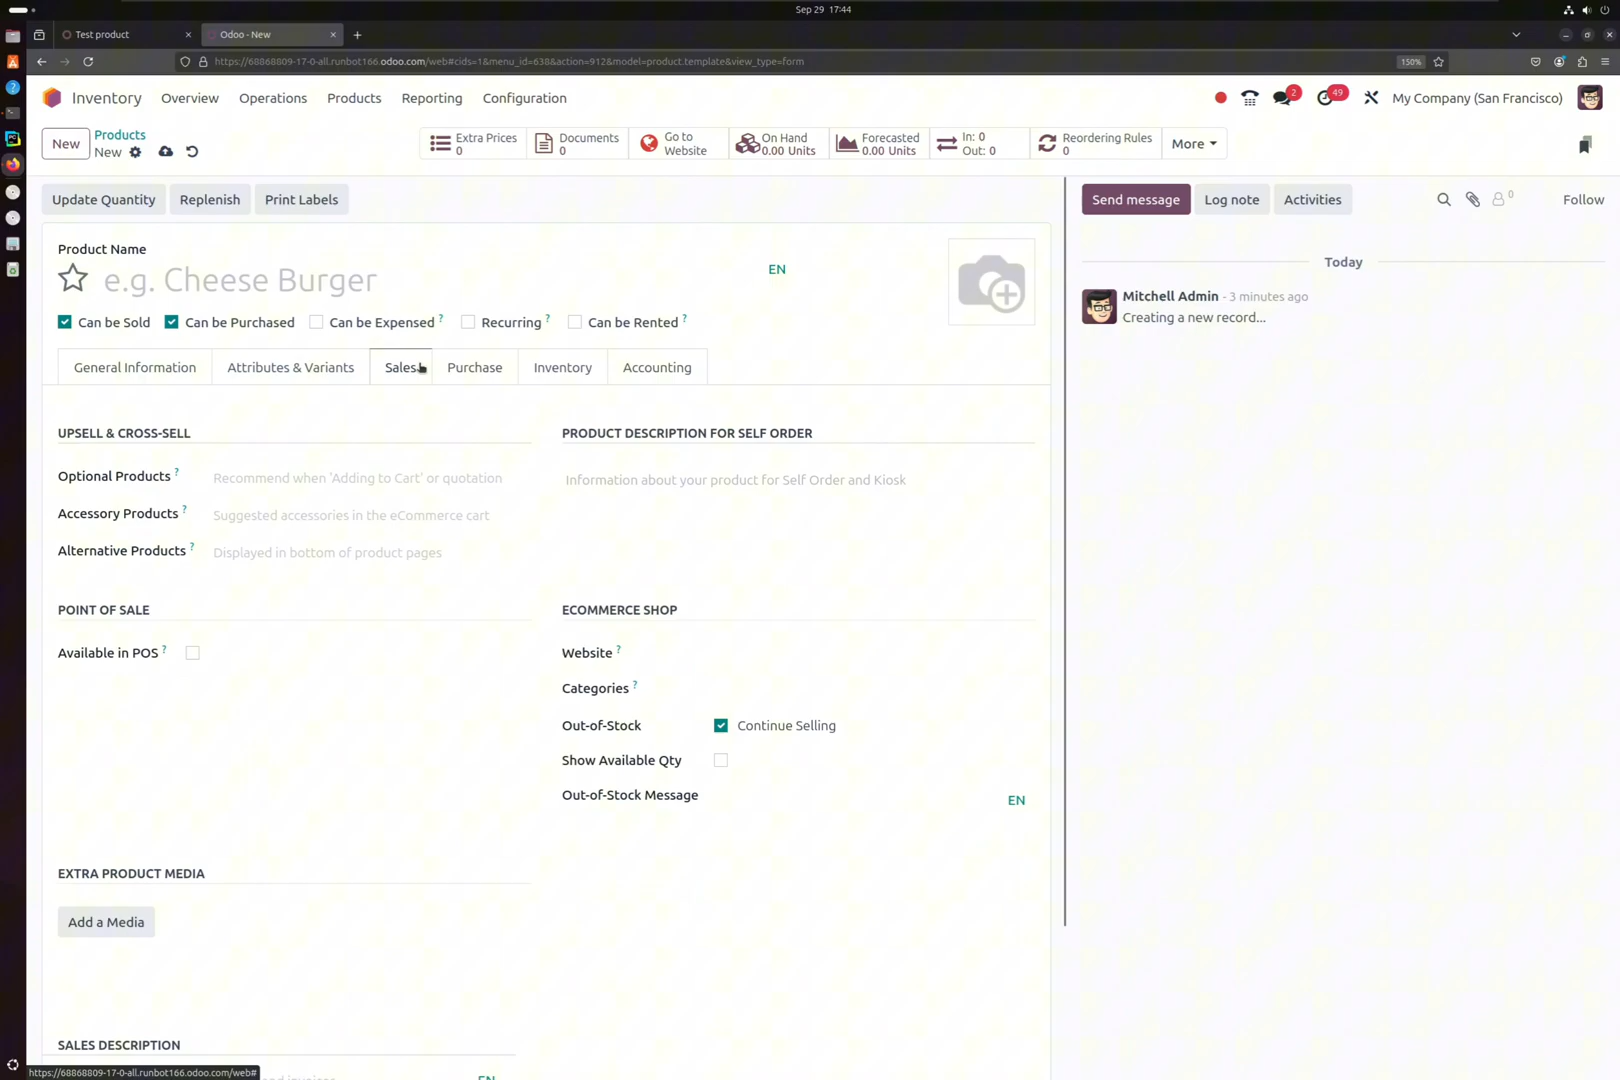 Sep 29 17:44
Test product
Odoo - New
https://68868809-17-0-all.runbot166.odoo.com/web#cids=1&menu_id=638&action=912&model=product.template&view_type=form
150%
Inventory Overview Operations Products Reporting Configuration
2 49 My Company (San Francisco)
New
Products
New
Extra Prices
0
Documents
0
Go to
Website
On Hand
0.00 Units
Forecasted
0.00 Units
In: 0
Out: 0
Reordering Rules
0
More
Update Quantity Replenish Print Labels
Send message Log note Activities 0 Follow
Product Name
e.g. Cheese Burger
EN
Can be Sold Can be Purchased Can be Expensed ? Recurring ? Can be Rented ?
General Information Attributes & Variants Sales Purchase Inventory Accounting
Today
Mitchell Admin - 3 minutes ago
Creating a new record...
UPSELL & CROSS-SELL
Optional Products ? Recommend when 'Adding to Cart' or quotation
Accessory Products ? Suggested accessories in the eCommerce cart
Alternative Products ? Displayed in bottom of product pages
PRODUCT DESCRIPTION FOR SELF ORDER
Information about your product for Self Order and Kiosk
POINT OF SALE
Available in POS ?
ECOMMERCE SHOP
Website ?
Categories ?
Out-of-Stock Continue Selling
Show Available Qty
Out-of-Stock Message
EN
EXTRA PRODUCT MEDIA
Add a Media
SALES DESCRIPTION
https://68868809-17-0-all.runbot166.odoo.com/web#
EN